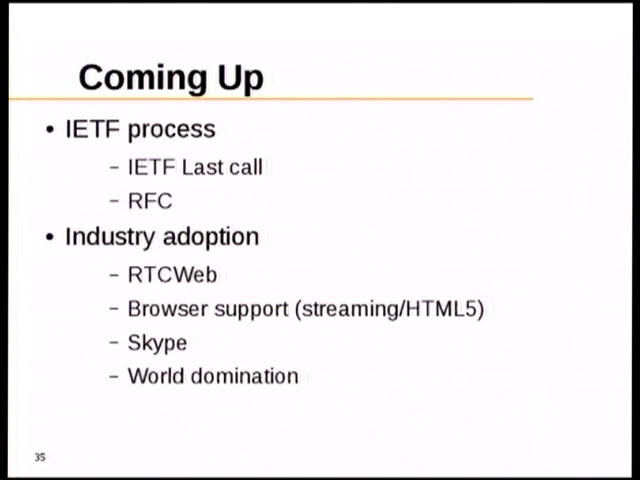 Coming Up
• IETF process
– IETF Last call
– RFC
• Industry adoption
– RTCWeb
– Browser support (streaming/HTML5)
– Skype
– World domination
35